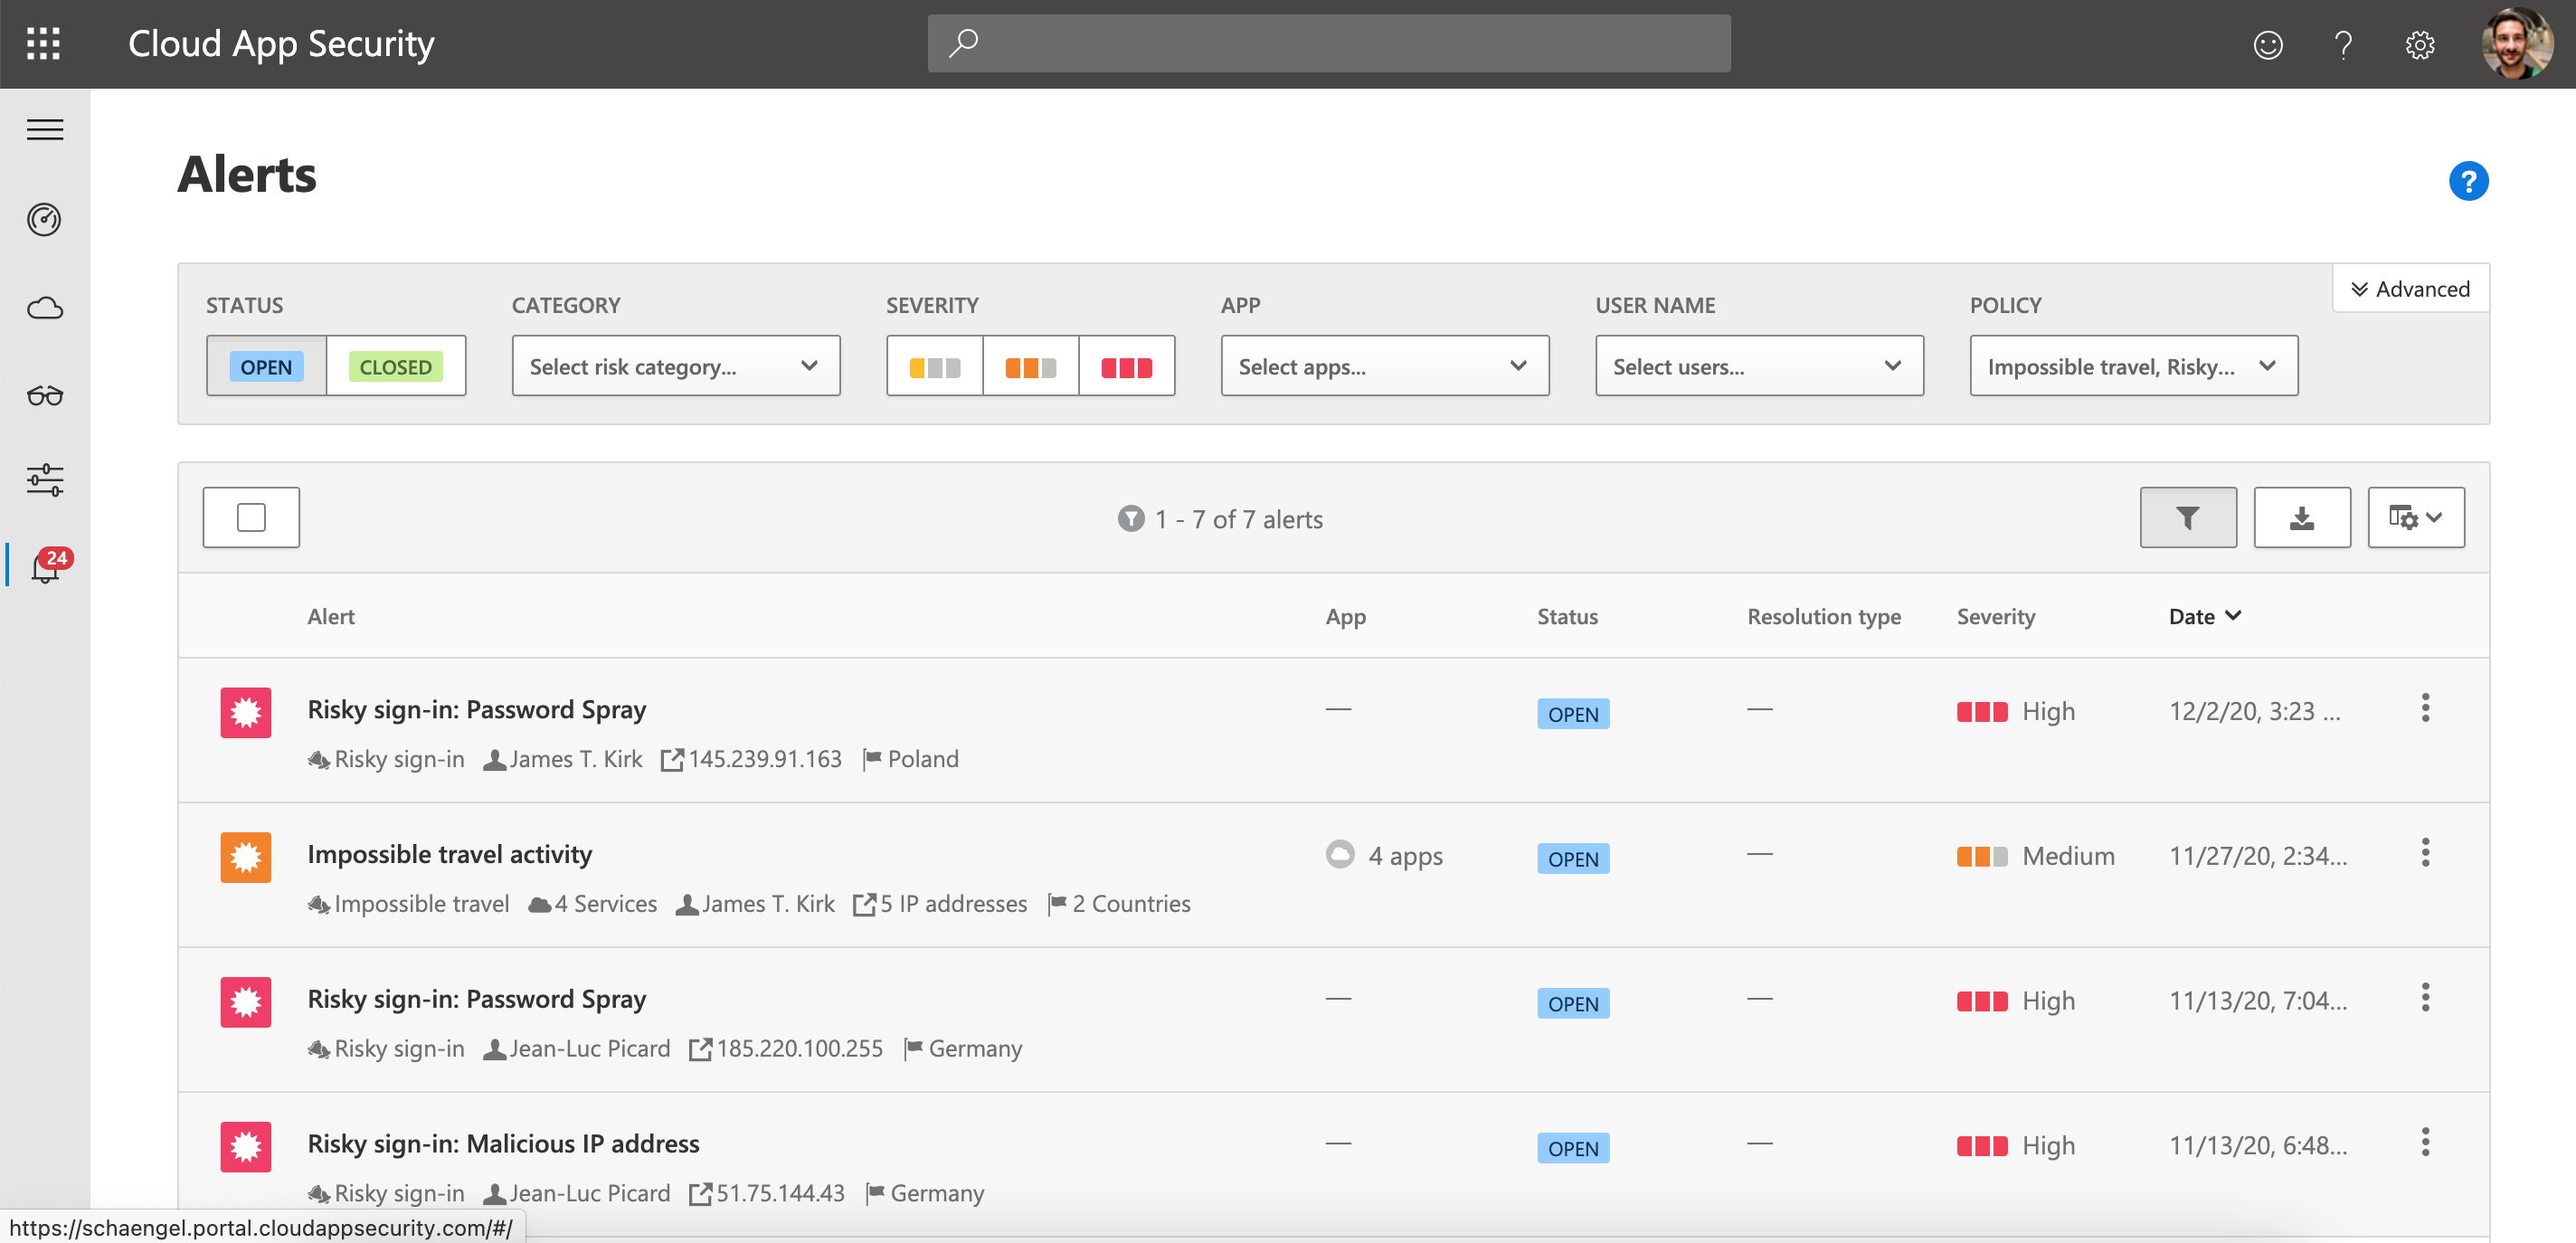 Cloud App Security
Alerts
?
Advanced
STATUS CATEGORY SEVERITY APP USER NAME POLICY
OPEN CLOSED Select risk category... Select apps... Select users... Impossible travel, Risky...
1 - 7 of 7 alerts
24
Alert App Status Resolution type Severity Date
Risky sign-in: Password Spray — OPEN — High 12/2/20, 3:23 ...
Risky sign-in James T. Kirk 145.239.91.163 Poland
Impossible travel activity 4 apps OPEN — Medium 11/27/20, 2:34...
Impossible travel 4 Services James T. Kirk 5 IP addresses 2 Countries
Risky sign-in: Password Spray — OPEN — High 11/13/20, 7:04...
Risky sign-in Jean-Luc Picard 185.220.100.255 Germany
Risky sign-in: Malicious IP address — OPEN — High 11/13/20, 6:48...
Risky sign-in Jean-Luc Picard 51.75.144.43 Germany
https://schaengel.portal.cloudappsecurity.com/#/